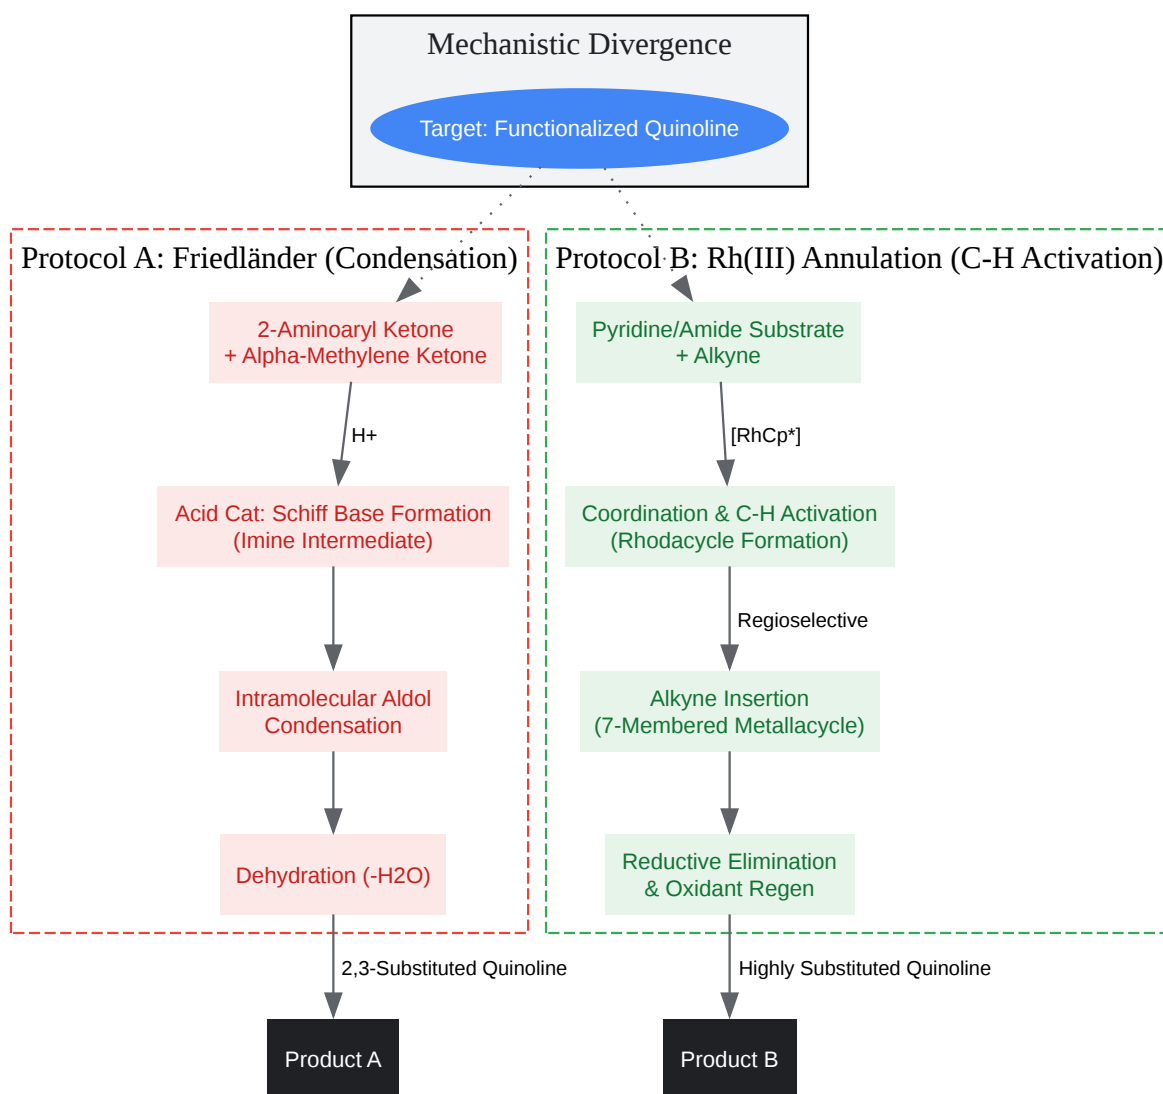 Mechanistic Divergence
Target: Functionalized Quinoline
Protocol A: Friedländer (Condensation)
2-Aminoaryl Ketone
+ Alpha-Methylene Ketone
H+
Acid Cat: Schiff Base Formation
(Imine Intermediate)
Intramolecular Aldol
Condensation
Dehydration (-H2O)
2,3-Substituted Quinoline
Product A
Protocol B: Rh(III) Annulation (C-H Activation)
Pyridine/Amide Substrate
+ Alkyne
[RhCp*]
Coordination & C-H Activation
(Rhodacycle Formation)
Regioselective
Alkyne Insertion
(7-Membered Metallacycle)
Reductive Elimination
& Oxidant Regen
Highly Substituted Quinoline
Product B